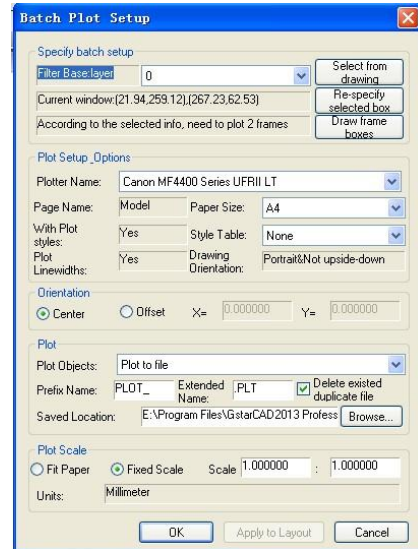 Batch Plot Setup
Specify batch setup
Filter Base:layer 0 Select from drawing
Current window:(21.94,259.12),(267.23,62.53) Re-specify selected box
According to the selected info, need to plot 2 frames Draw frame boxes
Plot Setup Options
Plotter Name: Canon MF4400 Series UFRII LT
Page Name: Model Paper Size: A4
With Plot styles: Yes Style Table: None
Plot Linewidths: Yes Drawing Orientation: Portrait&Not upside-down
Orientation
Center Offset X= 0.000000 Y= 0.000000
Plot
Plot Objects: Plot to file
Prefix Name: PLOT_ Extended Name: .PLT Delete existed duplicate file
Saved Location: E:\Program Files\GstarCAD2013 Profess Browse...
Plot Scale
Fit Paper Fixed Scale Scale 1.000000 : 1.000000
Units: Millimeter
OK Apply to Layout Cancel